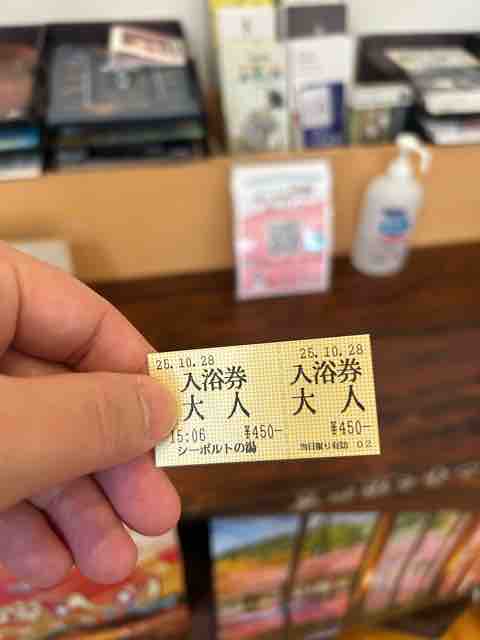 25.10.28
入浴券
大 人
15:06 ¥450-
シーボルトの湯
25.10.28
入浴券
大 人
¥450-
当日限り有効 02